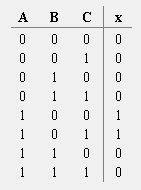 A B C x
0 0 0 0
0 0 1 0
0 1 0 0
0 1 1 0
1 0 0 1
1 0 1 1
1 1 0 0
1 1 1 0